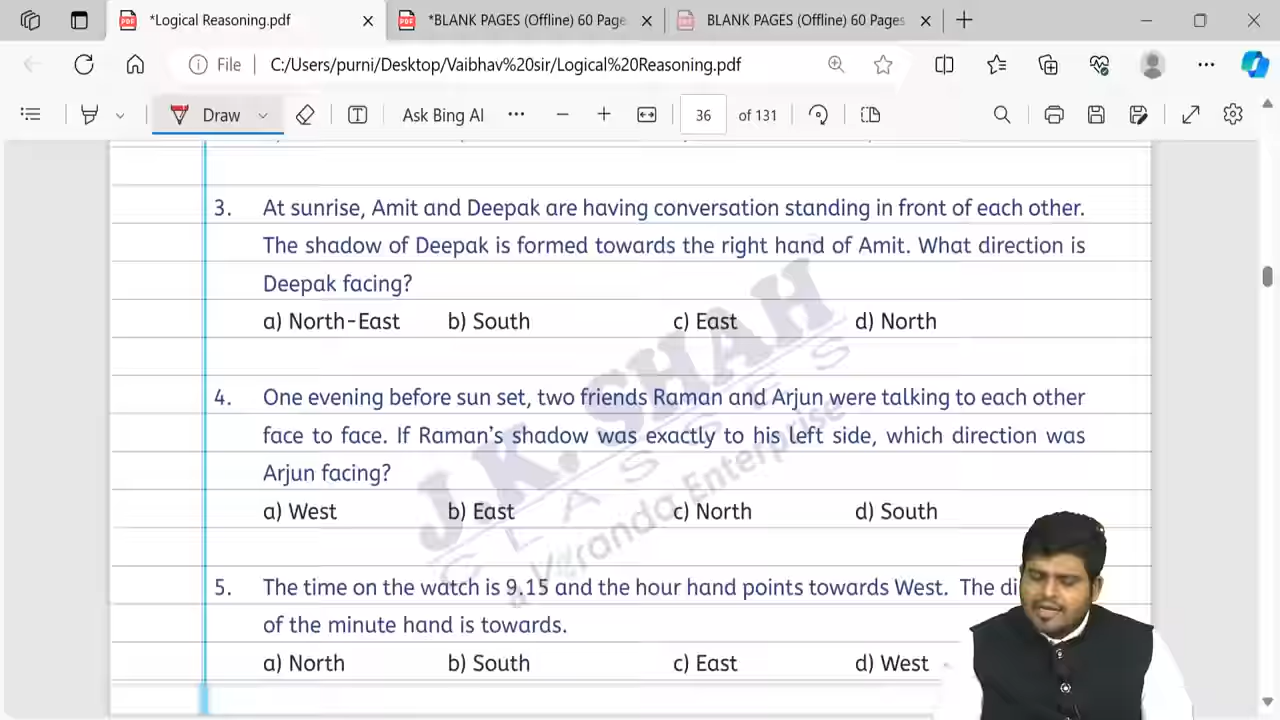 *Logical Reasoning.pdf
*BLANK PAGES (Offline) 60 Page
BLANK PAGES (Offline) 60 Pages
File
C:/Users/purni/Desktop/Vaibhav%20sir/Logical%20Reasoning.pdf
Draw
Ask Bing AI
36 of 131
3. At sunrise, Amit and Deepak are having conversation standing in front of each other.
The shadow of Deepak is formed towards the right hand of Amit. What direction is
Deepak facing?
a) North-East b) South c) East d) North
4. One evening before sun set, two friends Raman and Arjun were talking to each other
face to face. If Raman's shadow was exactly to his left side, which direction was
Arjun facing?
a) West b) East c) North d) South
5. The time on the watch is 9.15 and the hour hand points towards West. The di
of the minute hand is towards.
a) North b) South c) East d) West
J.K. SHAH
CLASSES
a Veranda Enterprise